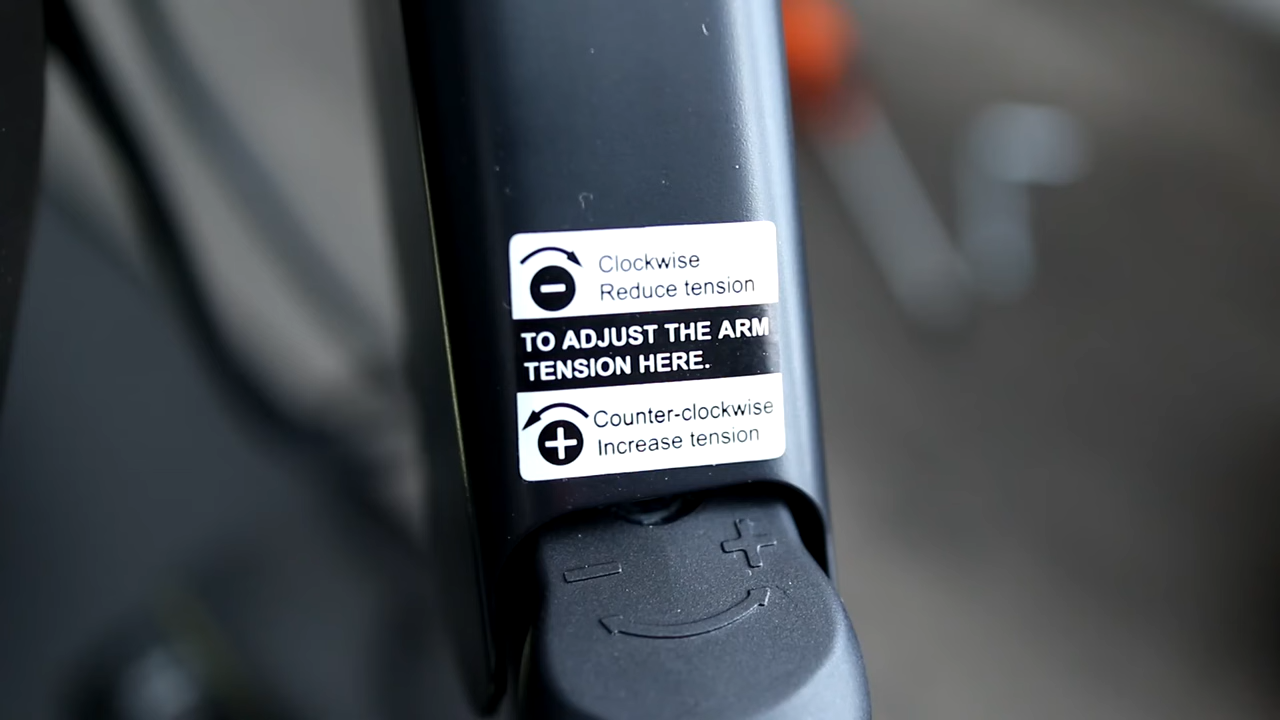 Clockwise
Reduce tension
TO ADJUST THE ARM
TENSION HERE.
Counter-clockwise
Increase tension